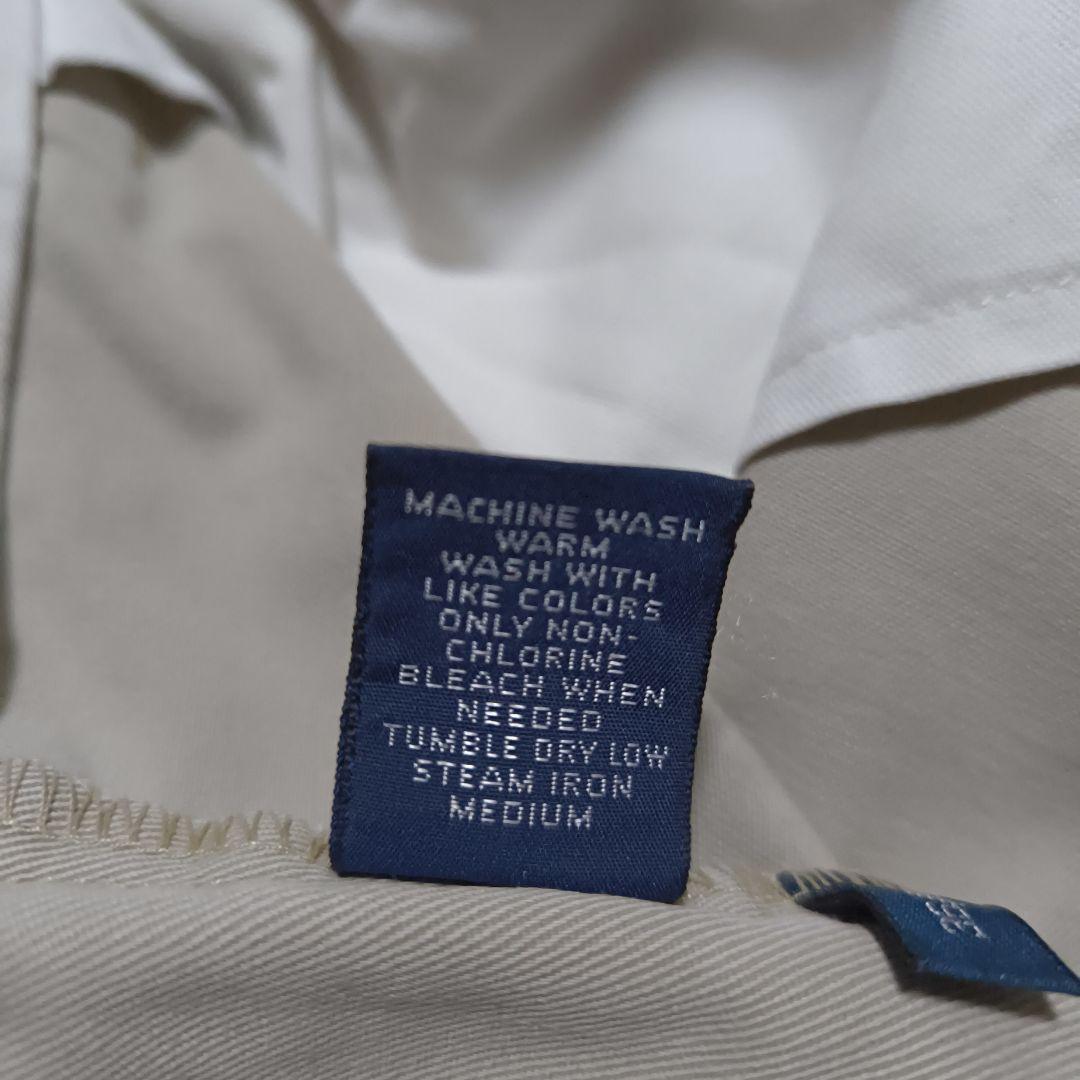 MACHINE WASH
WARM
WASH WITH
LIKE COLORS
ONLY NON-
CHLORINE
BLEACH WHEN
NEEDED
TUMBLE DRY LOW
STEAM IRON
MEDIUM